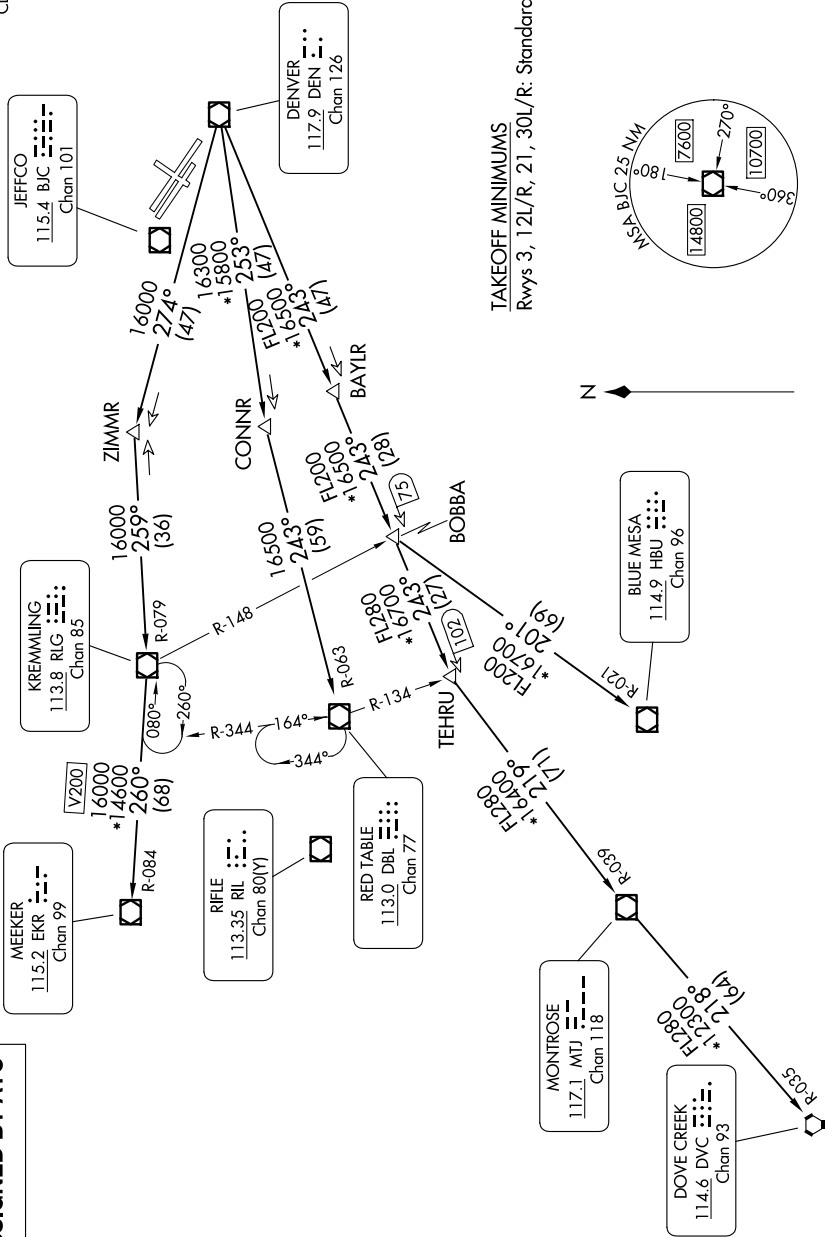 JEFFCO
115.4 BJC
Chan 101
DENVER
117.9 DEN
Chan 126
16000
274°
(47)
16300
*15800
253°
(47)
FL200
*16500
243°
(47)
ZIMMR
CONNR
BAYLR
16000
259°
(36)
16500
243°
(59)
FL200
*16500
243°
(28)
75
BOBBA
KREMMLING
113.8 RLG
Chan 85
R-079
R-148
R-063
080°
260°
R-344
164°
344°
R-134
FL280
*16700
243°
(27)
102
TEHRU
V200
16000
*14600
260°
(68)
R-084
MEEKER
115.2 EKR
Chan 99
RIFLE
113.35 RIL
Chan 80(Y)
RED TABLE
113.0 DBL
Chan 77
FL200
*16700
201°
(69)
R-021
BLUE MESA
114.9 HBU
Chan 96
FL280
*16400
219°
(71)
R-039
MONTROSE
117.1 MTJ
Chan 118
FL280
*12300
218°
(64)
R-035
DOVE CREEK
114.6 DVC
Chan 93
N
TAKEOFF MINIMUMS
Rwys 3, 12L/R, 21, 30L/R: Standard
MSA BJC 25 NM
180°
7600
270°
10700
360°
14800